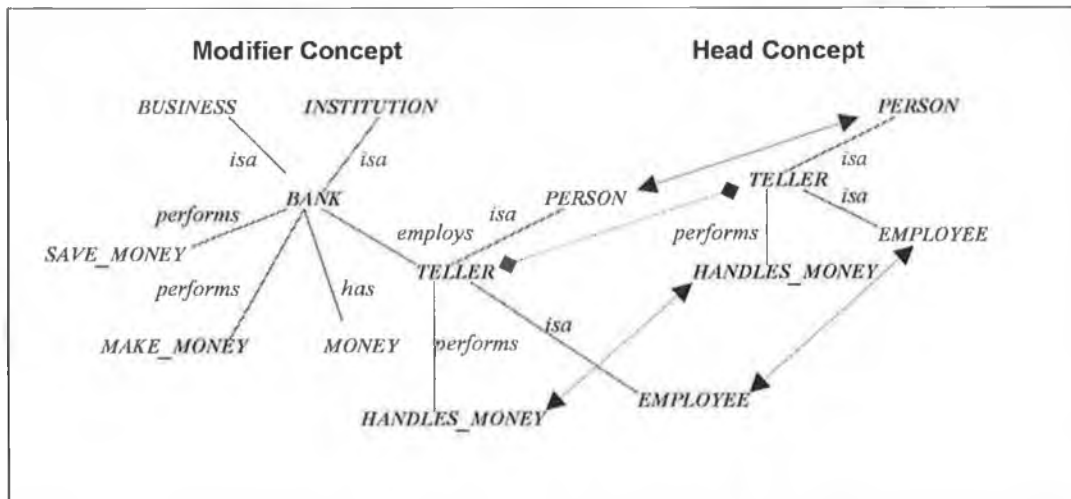 Modifier Concept Head Concept
BUSINESS INSTITUTION PERSON
isa isa isa
BANK PERSON TELLER
performs isa isa
employs performs EMPLOYEE
SAVE_MONEY TELLER HANDLES_MONEY
performs has isa
MAKE_MONEY MONEY performs
HANDLES_MONEY EMPLOYEE